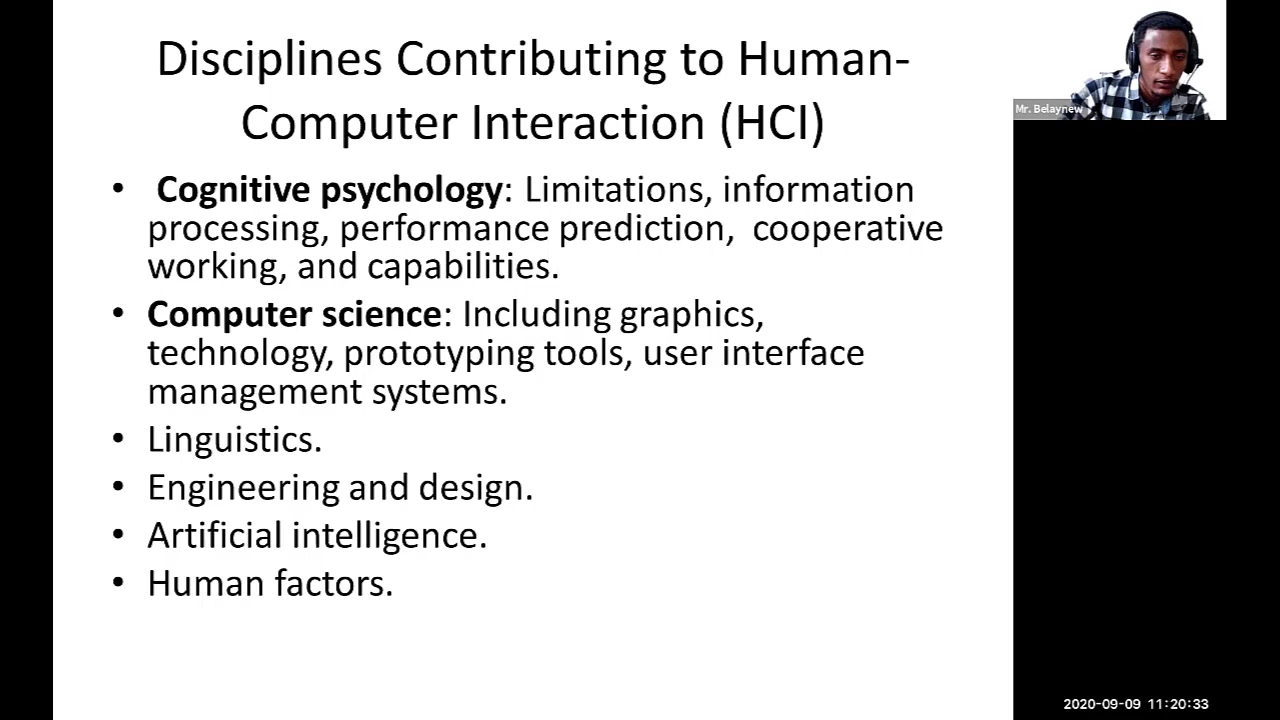 Disciplines Contributing to Human-
Computer Interaction (HCI)
• Cognitive psychology: Limitations, information
processing, performance prediction, cooperative
working, and capabilities.
• Computer science: Including graphics,
technology, prototyping tools, user interface
management systems.
• Linguistics.
• Engineering and design.
• Artificial intelligence.
• Human factors.
Mr. Belaynew
2020-09-09 11:20:33